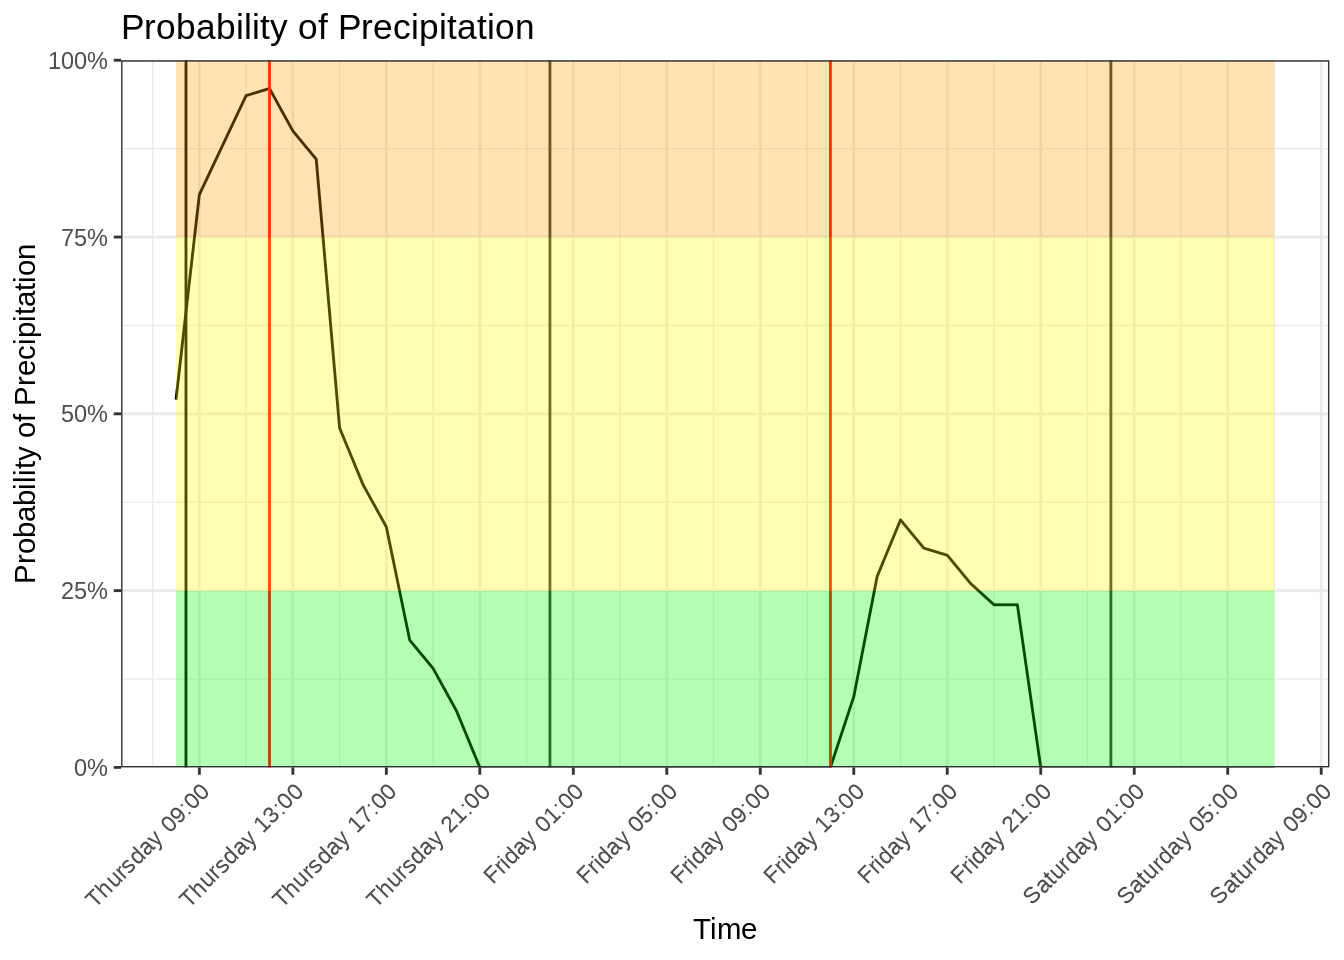 Probability of Precipitation
Probability of Precipitation
100%
75%
50%
25%
0%
Thursday 09:00
Thursday 13:00
Thursday 17:00
Thursday 21:00
Friday 01:00
Friday 05:00
Friday 09:00
Friday 13:00
Friday 17:00
Friday 21:00
Saturday 01:00
Saturday 05:00
Saturday 09:00
Time